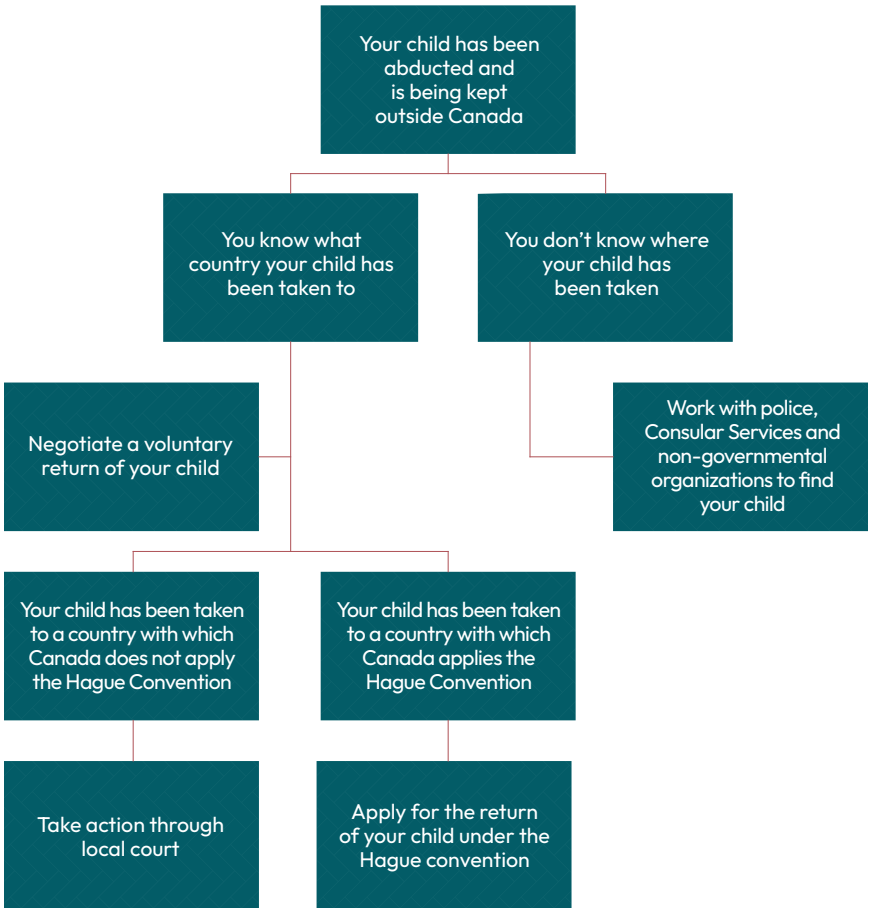 Your child has been
abducted and
is being kept
outside Canada
You know what
country your child has
been taken to
You don’t know where
your child has
been taken
Negotiate a voluntary
return of your child
Work with police,
Consular Services and
non-governmental
organizations to find
your child
Your child has been taken
to a country with which
Canada does not apply
the Hague Convention
Your child has been taken
to a country with which
Canada applies the
Hague Convention
Take action through
local court
Apply for the return
of your child under the
Hague convention